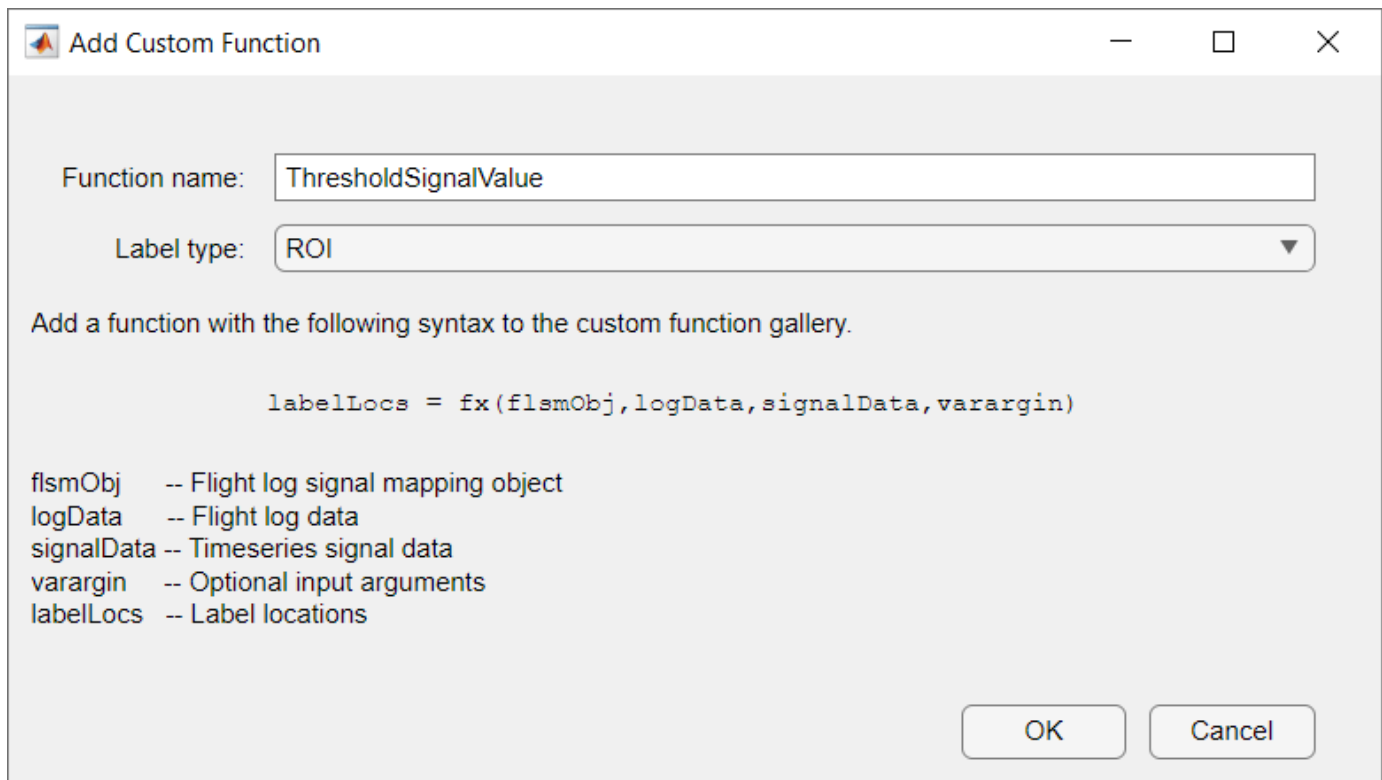 Add Custom Function
Function name: ThresholdSignalValue
Label type: ROI
Add a function with the following syntax to the custom function gallery.
labelLocs = fx(flsmObj,logData,signalData,varargin)
flsmObj -- Flight log signal mapping object
logData -- Flight log data
signalData -- Timeseries signal data
varargin -- Optional input arguments
labelLocs -- Label locations
OK Cancel